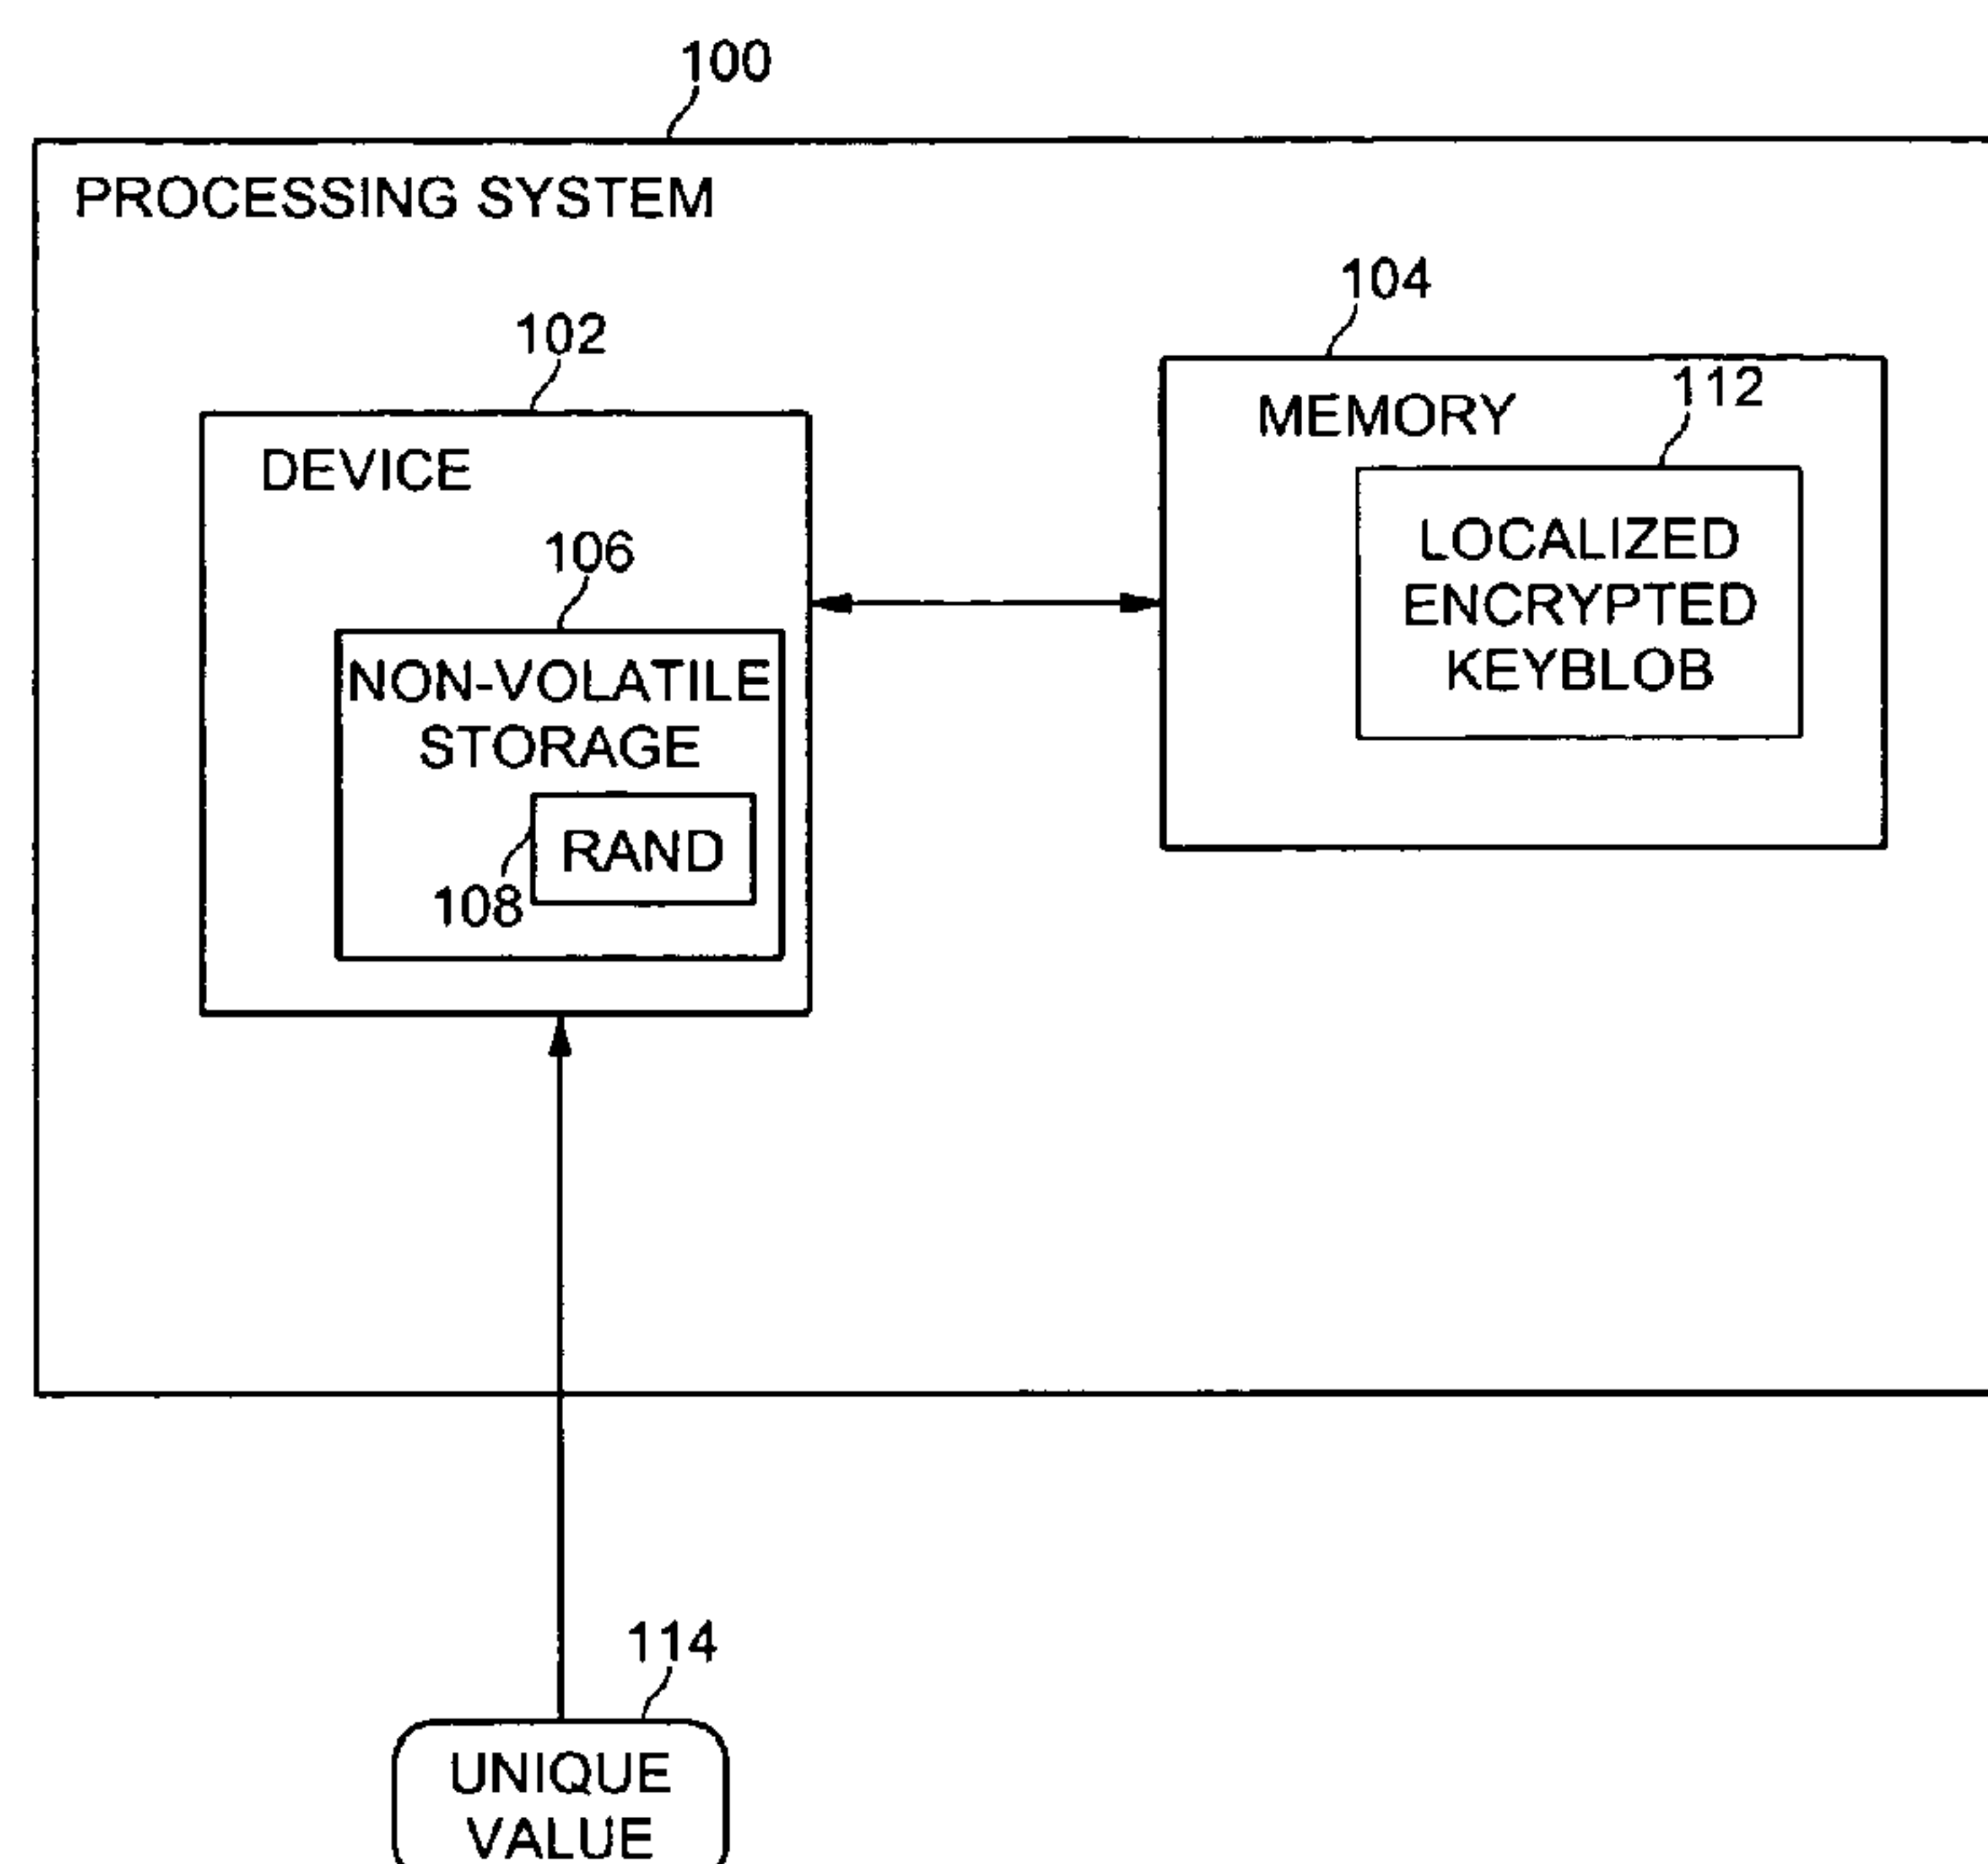 100
PROCESSING SYSTEM
104
102
112
MEMORY
DEVICE
106
LOCALIZED
ENCRYPTED
KEYBLOB
NON-VOLATILE
STORAGE
RAND
108
114
UNIQUE
VALUE